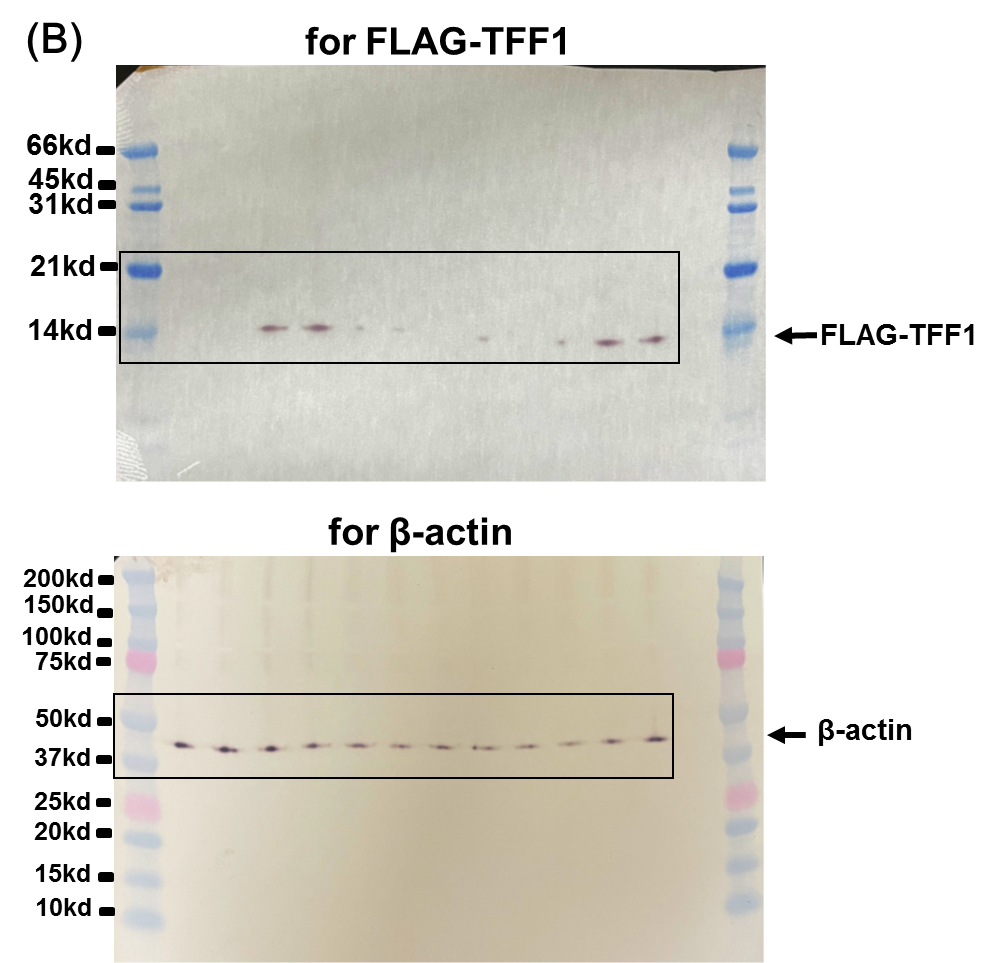 (B)
for FLAG-TFF1
66kd
45kd
31kd
21kd
14kd
FLAG-TFF1
for β-actin
200kd
150kd
100kd
75kd
50kd
β-actin
37kd
25kd
20kd
15kd
10kd